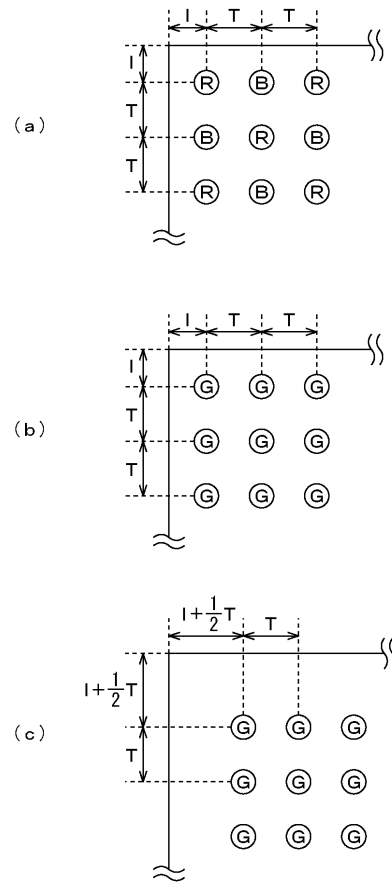 I T T
I
R B R
(a) T
B R B
T
R B R
I T T
I
G G G
T
(b) G G G
T
G G G
I+1/2T T
I+1/2T
(c) G G G
T
G G G
G G G